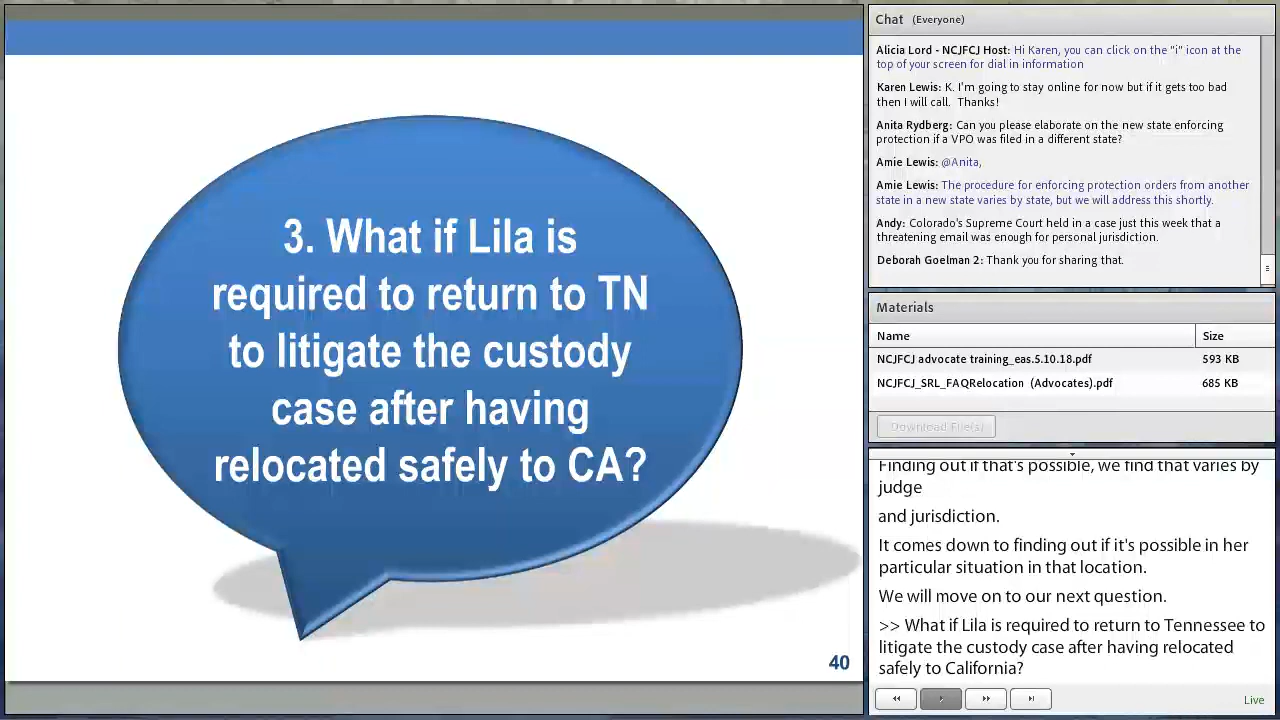 3. What if Lila is
required to return to TN
to litigate the custody
case after having
relocated safely to CA?
40
Chat (Everyone)
Alicia Lord - NCJFCJ Host: Hi Karen, you can click on the "i" icon at the
top of your screen for dial in information
Karen Lewis: K. I'm going to stay online for now but if it gets too bad
then I will call. Thanks!
Anita Rydberg: Can you please elaborate on the new state enforcing
protection if a VPO was filed in a different state?
Amie Lewis: @Anita,
Amie Lewis: The procedure for enforcing protection orders from another
state in a new state varies by state, but we will address this shortly.
Andy: Colorado's Supreme Court held in a case just this week that a
threatening email was enough for personal jurisdiction.
Deborah Goelman 2: Thank you for sharing that.
Materials
Name Size
NCJFCJ advocate training_eas.5.10.18.pdf 593 KB
NCJFCJ_SRL_FAQRelocation (Advocates).pdf 685 KB
Download File(s)
Finding out if that's possible, we find that varies by
judge
and jurisdiction.
It comes down to finding out if it's possible in her
particular situation in that location.
We will move on to our next question.
>> What if Lila is required to return to Tennessee to
litigate the custody case after having relocated
safely to California?
Live